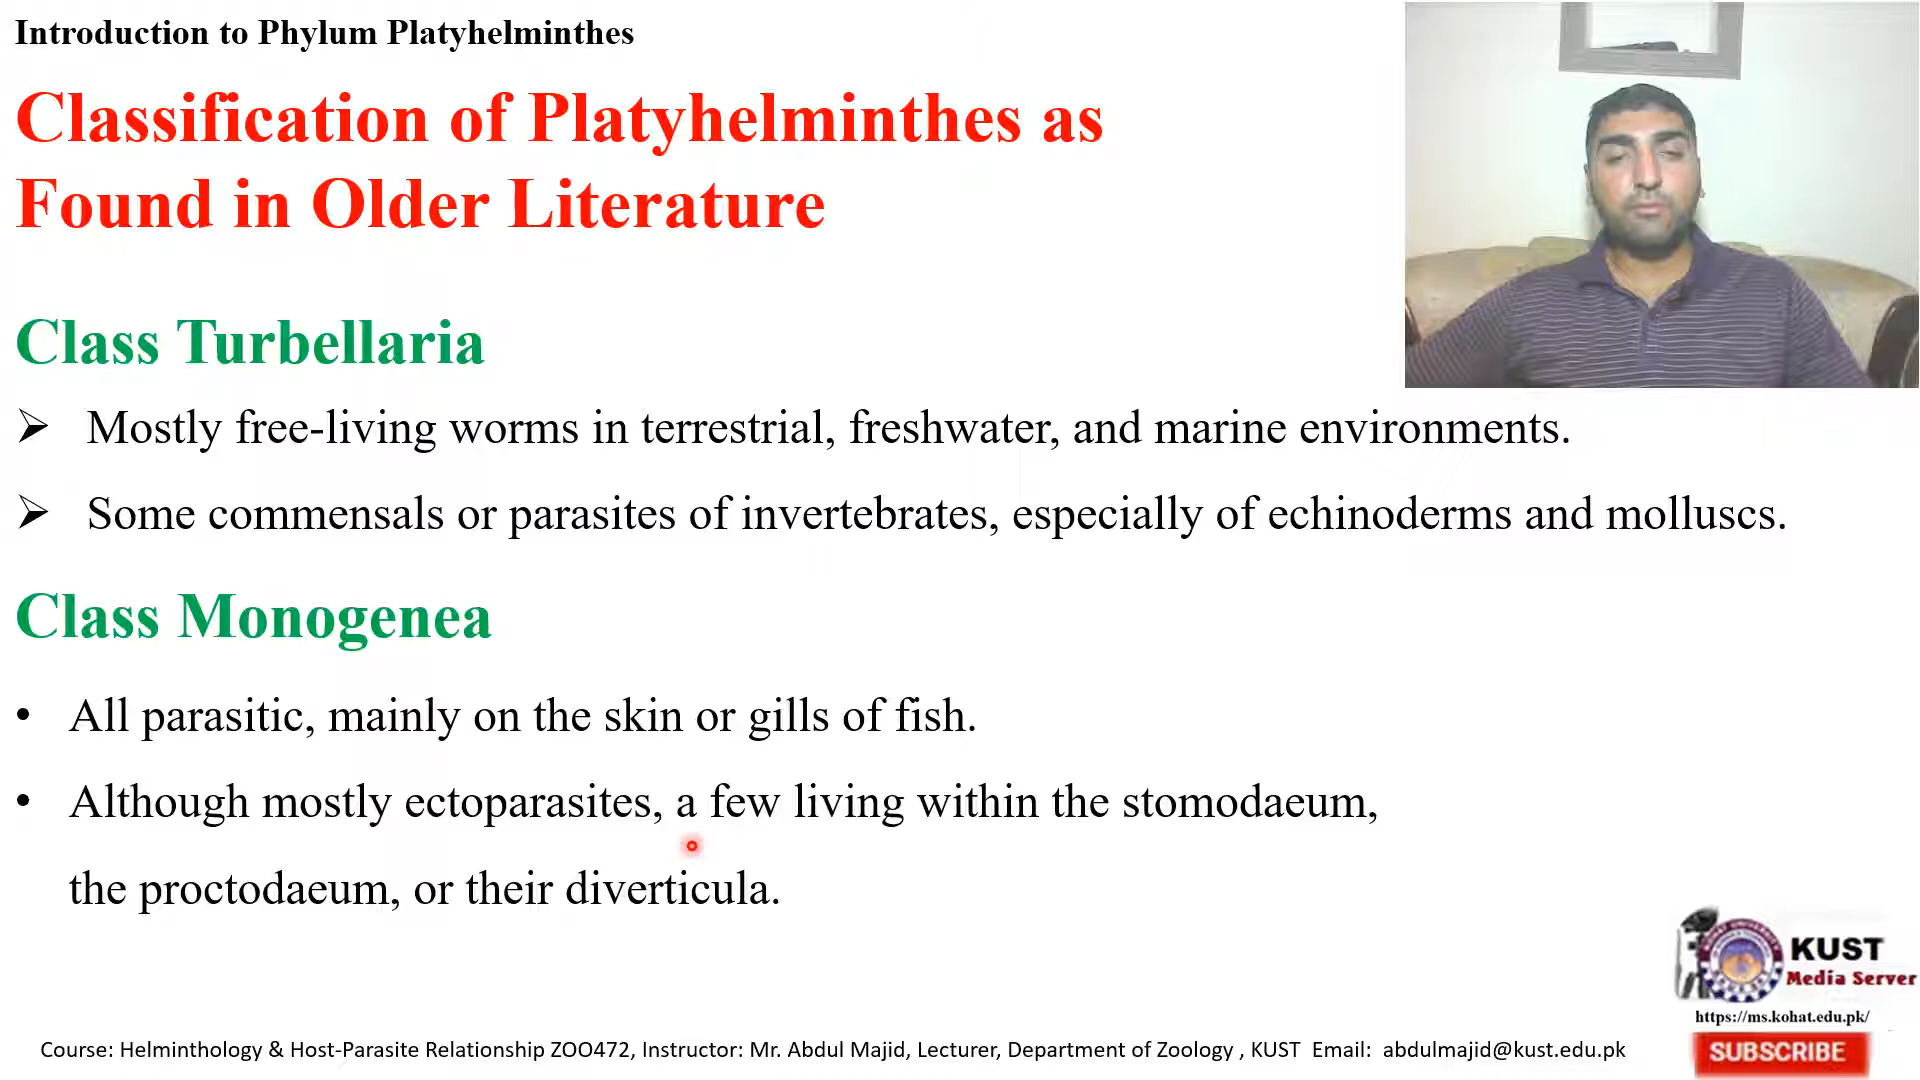 Introduction to Phylum Platyhelminthes
Classification of Platyhelminthes as
Found in Older Literature
Class Turbellaria
➢ Mostly free-living worms in terrestrial, freshwater, and marine environments.
➢ Some commensals or parasites of invertebrates, especially of echinoderms and molluscs.
Class Monogenea
• All parasitic, mainly on the skin or gills of fish.
• Although mostly ectoparasites, a few living within the stomodaeum,
the proctodaeum, or their diverticula.
KUST
Media Server
https://ms.kohat.edu.pk/
Course: Helminthology & Host-Parasite Relationship ZOO472, Instructor: Mr. Abdul Majid, Lecturer, Department of Zoology , KUST Email: abdulmajid@kust.edu.pk
SUBSCRIBE